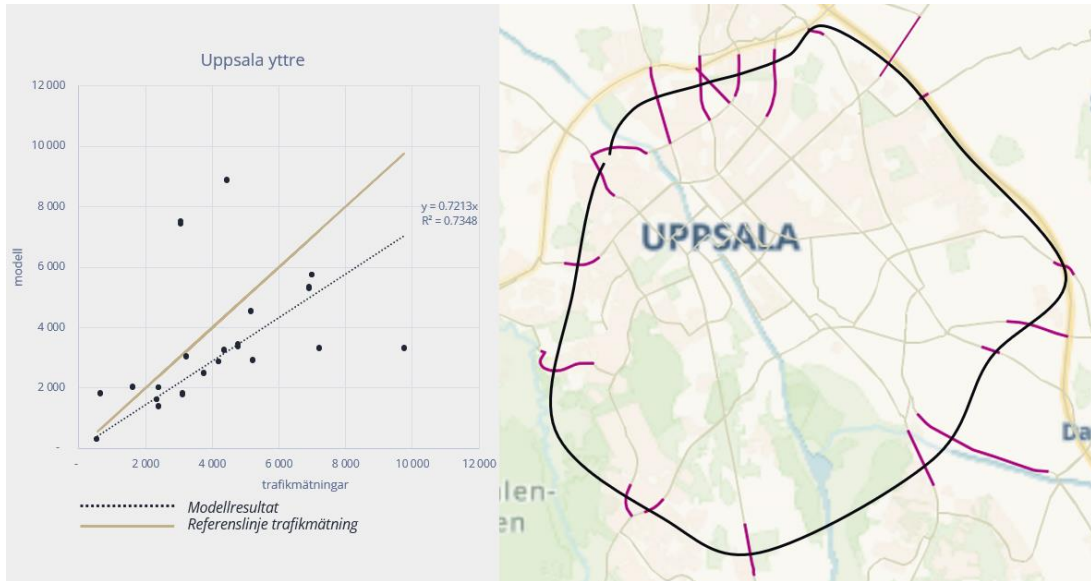 Uppsala yttre
12 000
10 000
8 000
6 000
4 000
2 000
-
modell
y = 0.7213x
R² = 0.7348
- 2 000 4 000 6 000 8 000 10 000 12 000
trafikmätningar
Modellresultat
Referenslinje trafikmätning
UPPSALA
Da
len-
en